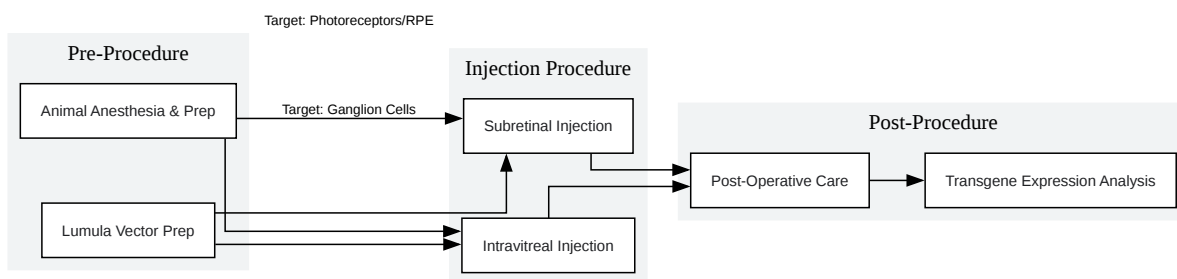 Target: Photoreceptors/RPE
Pre-Procedure
Injection Procedure
Animal Anesthesia & Prep
Target: Ganglion Cells
Subretinal Injection
Post-Procedure
Post-Operative Care
Transgene Expression Analysis
Lumula Vector Prep
Intravitreal Injection